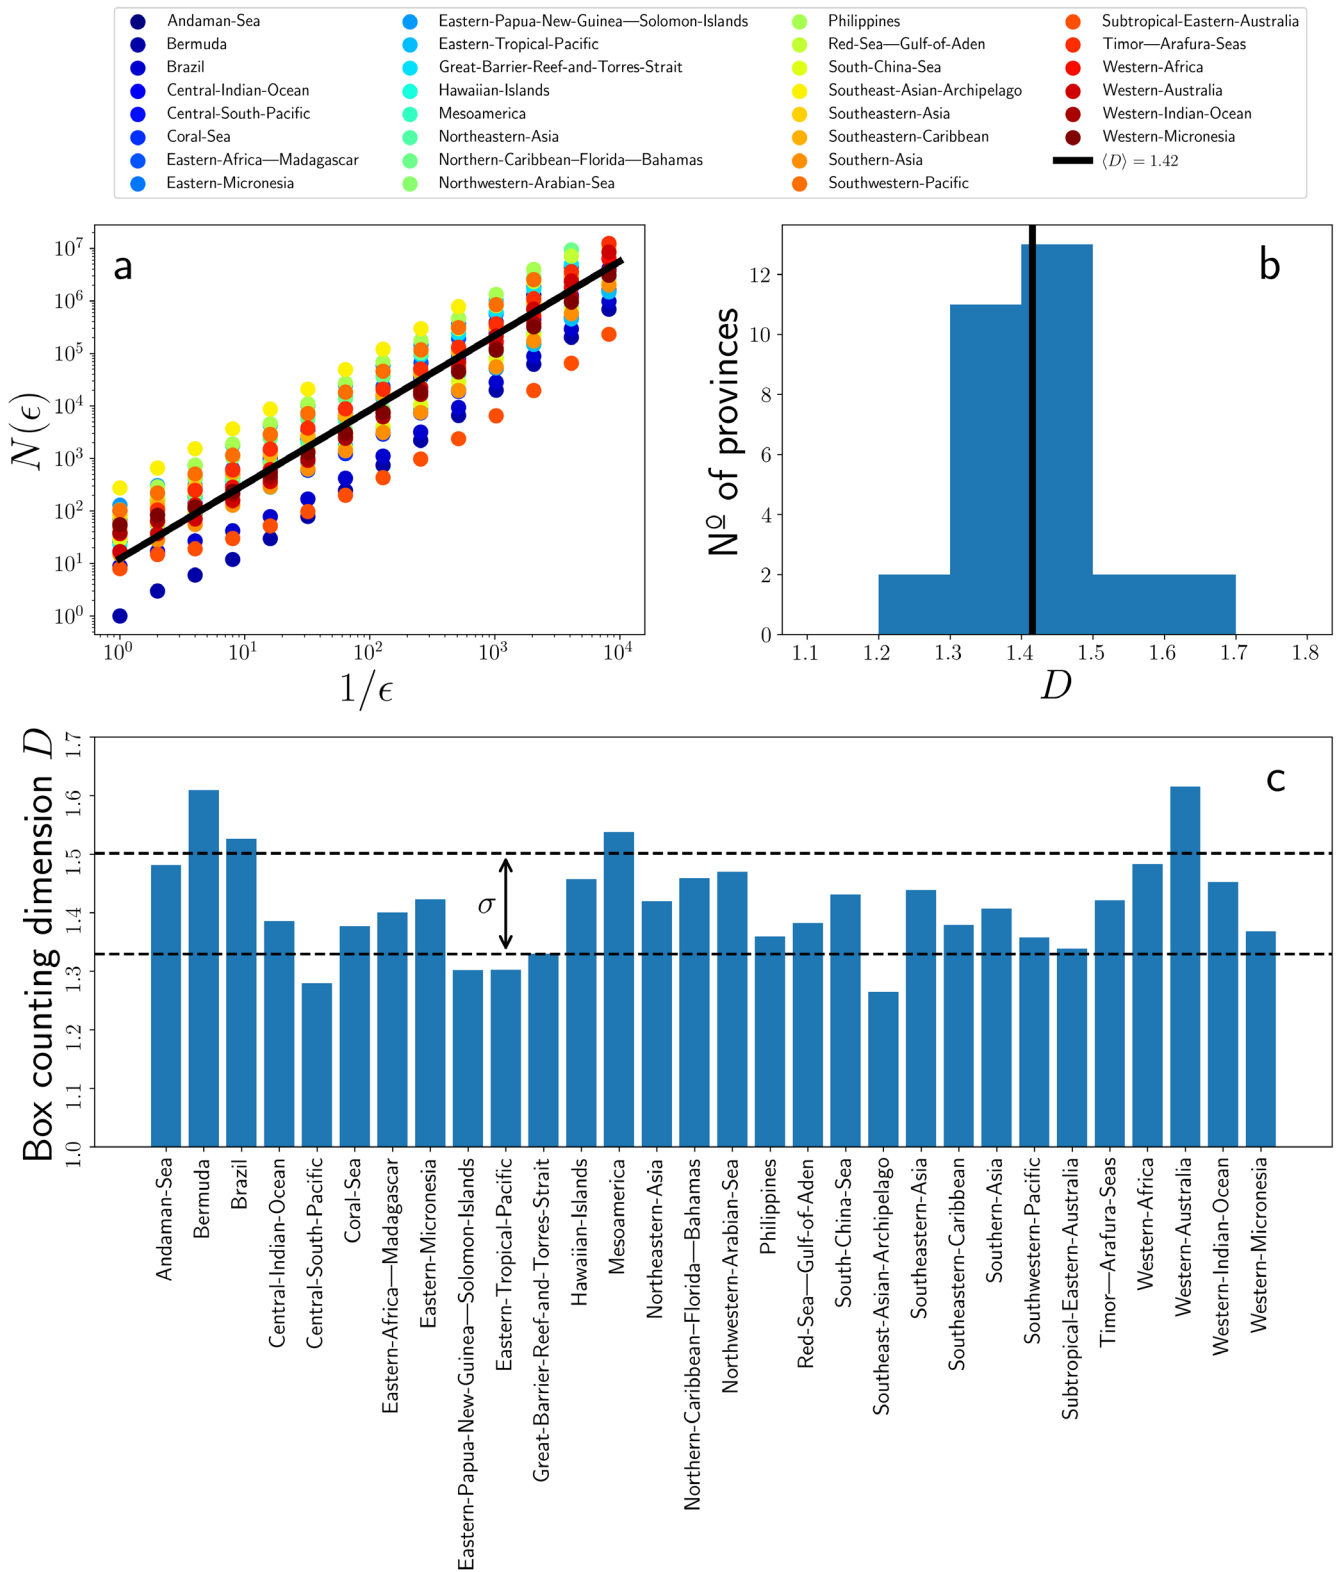 Andaman-Sea
Bermuda
Brazil
Central-Indian-Ocean
Central-South-Pacific
Coral-Sea
Eastern-Africa—Madagascar
Eastern-Micronesia
Eastern-Papua-New-Guinea—Solomon-Islands
Eastern-Tropical-Pacific
Great-Barrier-Reef-and-Torres-Strait
Hawaiian-Islands
Mesoamerica
Northeastern-Asia
Northern-Caribbean–Florida—Bahamas
Northwestern-Arabian-Sea
Philippines
Red-Sea—Gulf-of-Aden
South-China-Sea
Southeast-Asian-Archipelago
Southeastern-Asia
Southeastern-Caribbean
Southern-Asia
Southwestern-Pacific
Subtropical-Eastern-Australia
Timor—Arafura-Seas
Western-Africa
Western-Australia
Western-Indian-Ocean
Western-Micronesia
⟨D⟩ = 1.42
a
N(ϵ)
10⁷
10⁶
10⁵
10⁴
10³
10²
10¹
10⁰
10⁰ 10¹ 10² 10³ 10⁴
1/ϵ
b
Nº of provinces
12
10
8
6
4
2
0
1.1 1.2 1.3 1.4 1.5 1.6 1.7 1.8
D
c
Box counting dimension D
1.7
1.6
1.5
1.4
1.3
1.2
1.1
1.0
σ
Andaman-Sea
Bermuda
Brazil
Central-Indian-Ocean
Central-South-Pacific
Coral-Sea
Eastern-Africa—Madagascar
Eastern-Micronesia
Eastern-Papua-New-Guinea—Solomon-Islands
Eastern-Tropical-Pacific
Great-Barrier-Reef-and-Torres-Strait
Hawaiian-Islands
Mesoamerica
Northeastern-Asia
Northern-Caribbean–Florida—Bahamas
Northwestern-Arabian-Sea
Philippines
Red-Sea—Gulf-of-Aden
South-China-Sea
Southeast-Asian-Archipelago
Southeastern-Asia
Southeastern-Caribbean
Southern-Asia
Southwestern-Pacific
Subtropical-Eastern-Australia
Timor—Arafura-Seas
Western-Africa
Western-Australia
Western-Indian-Ocean
Western-Micronesia